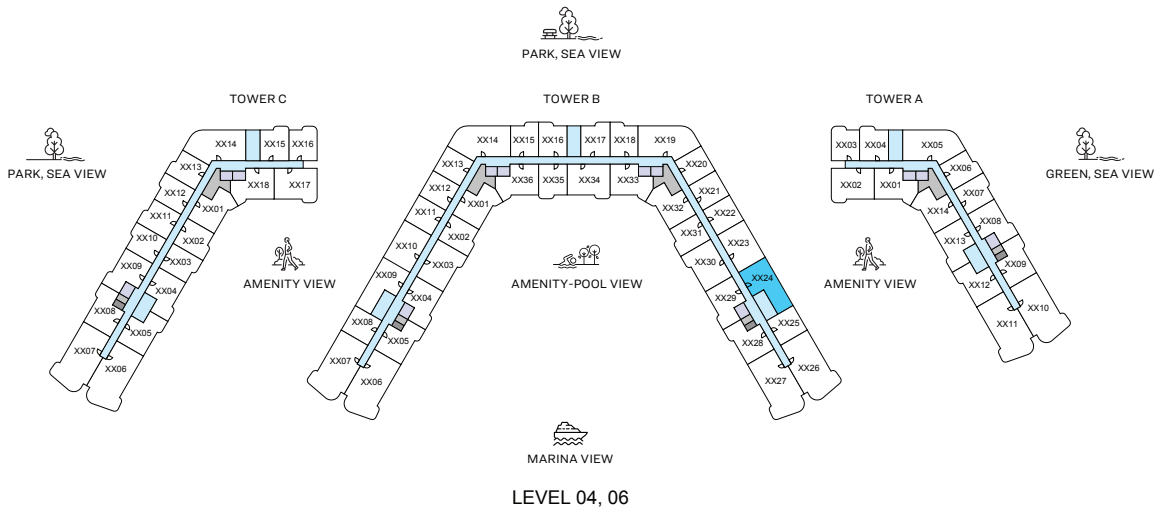 PARK, SEA VIEW
TOWER C
TOWER B
TOWER A
PARK, SEA VIEW
GREEN, SEA VIEW
XX14
XX15
XX16
XX13
XX12
XX11
XX10
XX09
XX08
XX07
XX06
XX05
XX04
XX03
XX02
XX01
XX18
XX17
AMENITY VIEW
XX14
XX15
XX16
XX17
XX18
XX19
XX13
XX12
XX11
XX10
XX09
XX08
XX07
XX06
XX05
XX04
XX03
XX02
XX01
XX36
XX35
XX34
XX33
XX32
XX31
XX30
XX29
XX28
XX27
XX26
XX25
XX24
XX23
XX22
XX21
XX20
AMENITY-POOL VIEW
AMENITY VIEW
XX03
XX04
XX05
XX06
XX07
XX08
XX09
XX10
XX11
XX12
XX13
XX14
XX01
XX02
MARINA VIEW
LEVEL 04, 06